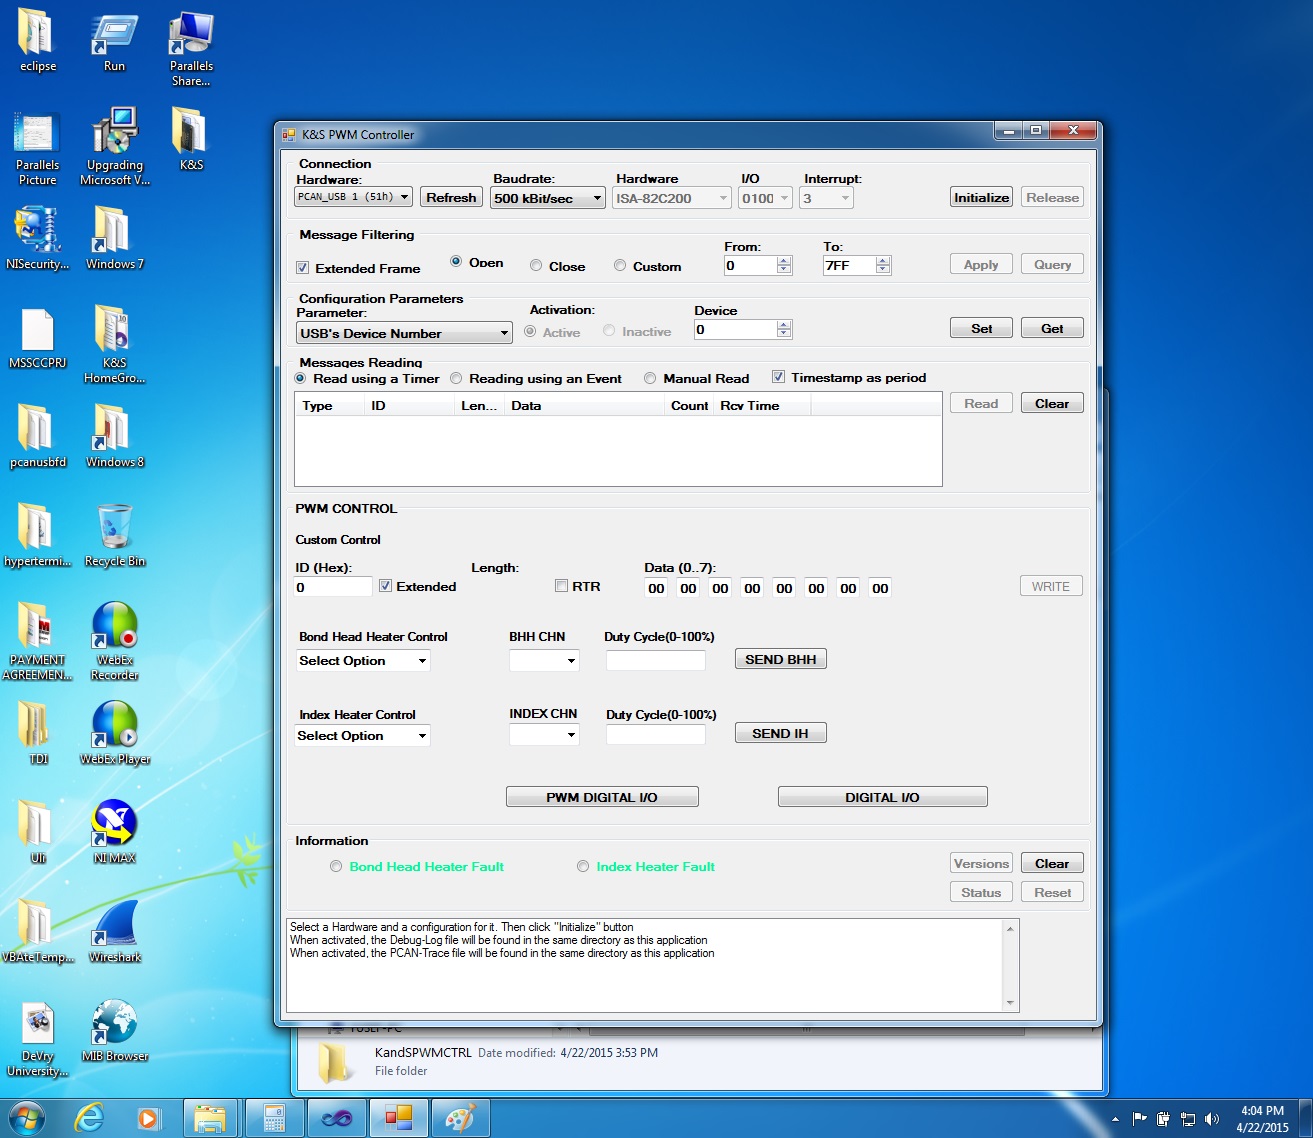 eclipse
Run
Parallels
Share...
Parallels
Picture
Upgrading
Microsoft V...
K&S
NISecurity...
Windows 7
MSSCCPRJ
K&S
HomeGro...
pcanusbfd
Windows 8
hypertermi...
Recycle Bin
PAYMENT
AGREEMEN...
WebEx
Recorder
TDI
WebEx Player
Uli
NI MAX
VBAteTemp...
Wireshark
DeVry
University...
MIB Browser
K&S PWM Controller
Connection
Hardware: Baudrate: Hardware I/O Interrupt:
PCAN_USB 1 (51h) Refresh 500 kBit/sec ISA-82C200 0100 3 Initialize Release
Message Filtering
From: To:
Extended Frame Open Close Custom 0 7FF Apply Query
Configuration Parameters
Parameter: Activation: Device
USB's Device Number Active Inactive 0 Set Get
Messages Reading
Read using a Timer Reading using an Event Manual Read Timestamp as period
Type ID Len... Data Count Rcv Time Read Clear
PWM CONTROL
Custom Control
ID (Hex): Length: Data (0..7):
0 Extended RTR 00 00 00 00 00 00 00 00 WRITE
Bond Head Heater Control BHH CHN Duty Cycle(0-100%)
Select Option SEND BHH
Index Heater Control INDEX CHN Duty Cycle(0-100%)
Select Option SEND IH
PWM DIGITAL I/O DIGITAL I/O
Information
Bond Head Heater Fault Index Heater Fault Versions Clear
Status Reset
Select a Hardware and a configuration for it. Then click "Initialize" button
When activated, the Debug-Log file will be found in the same directory as this application
When activated, the PCAN-Trace file will be found in the same directory as this application
KandSPWMCTRL Date modified: 4/22/2015 3:53 PM
File folder
4:04 PM
4/22/2015